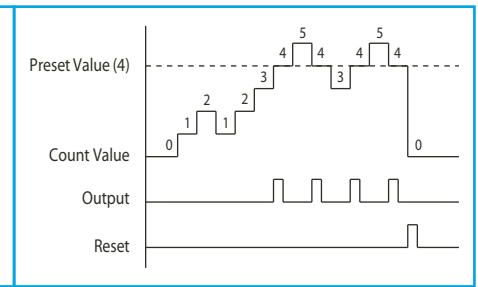 5 5
4 4 4 4
Preset Value (4)
3 3
2 2
1 1
0 0
Count Value
Output
Reset